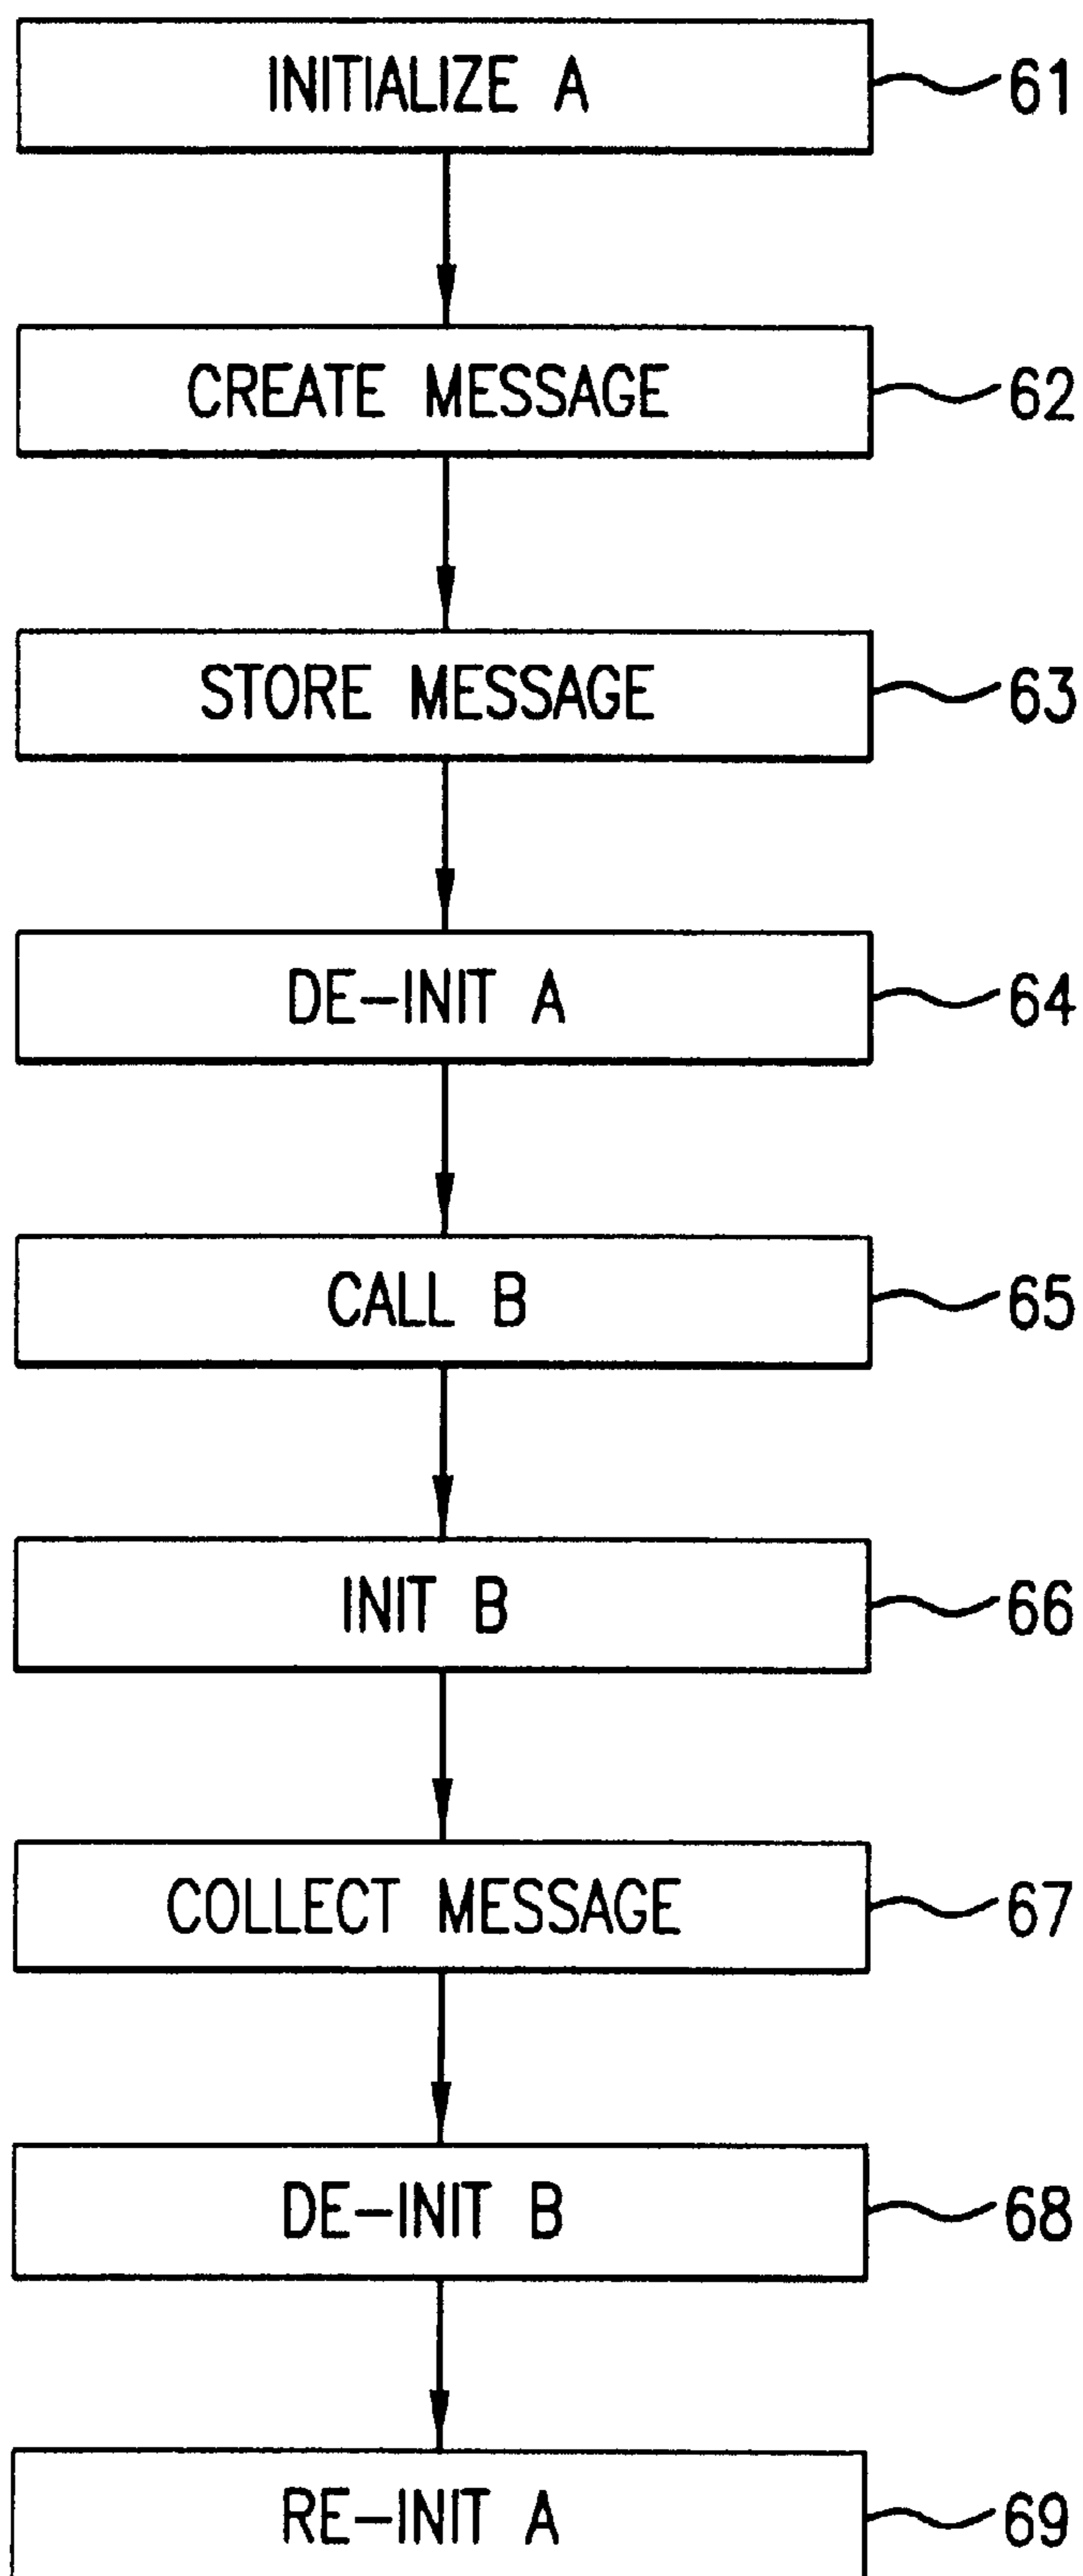 INITIALIZE A 61
CREATE MESSAGE 62
STORE MESSAGE 63
DE-INIT A 64
CALL B 65
INIT B 66
COLLECT MESSAGE 67
DE-INIT B 68
RE-INIT A 69